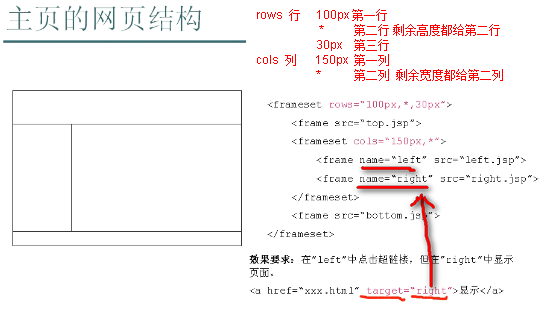 主页的网页结构
rows 行 100px 第一行
* 第二行 剩余高度都给第二行
30px 第三行
cols 列 150px 第一列
* 第二列 剩余宽度都给第二列
<frameset rows="100px,*,30px">
<frame src="top.jsp">
<frameset cols="150px,*">
<frame name="left" src="left.jsp">
<frame name="right" src="right.jsp">
</frameset>
<frame src="bottom.jsp">
</frameset>
效果要求：在"left"中点击超链接，但在"right"中显示
页面。
<a href="xxx.html" target="right">显示</a>